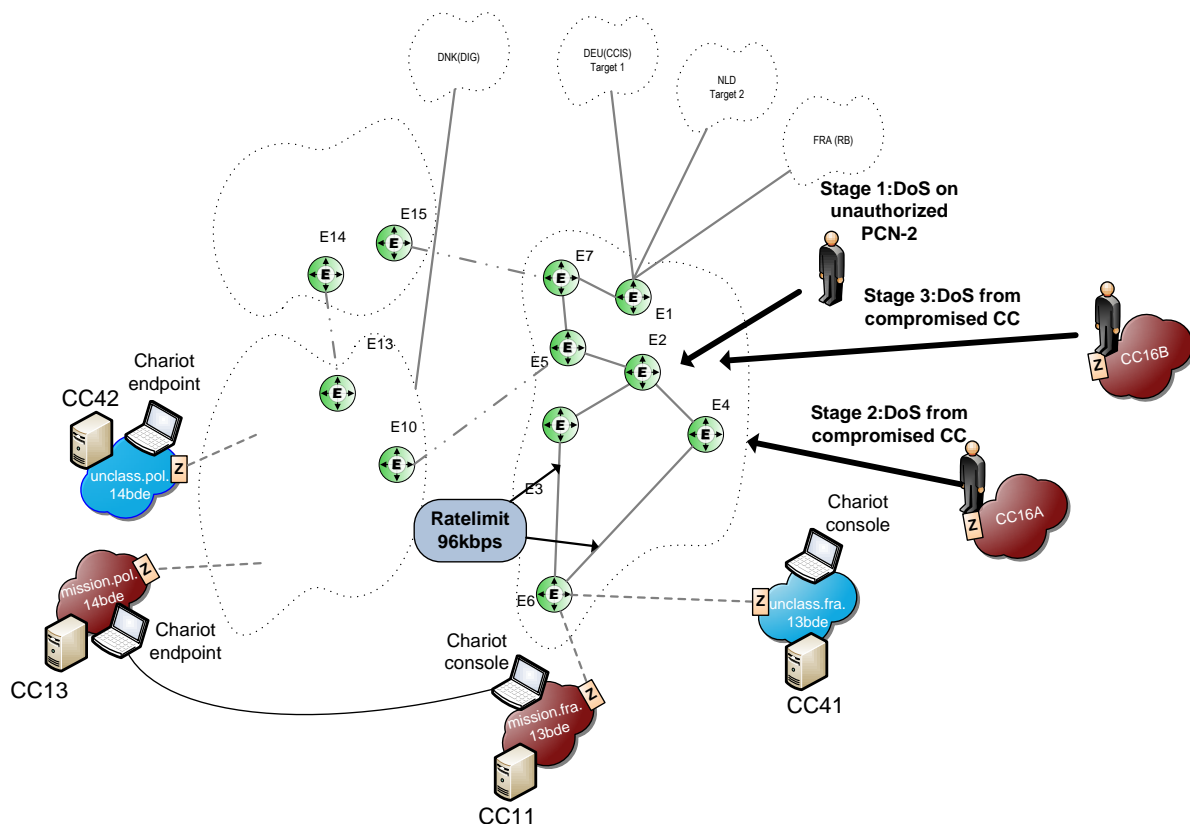 DNK(DIG)
DEU(CCIS)
Target 1
NLD
Target 2
FRA (RB)
Stage 1:DoS on
unauthorized
PCN-2
E15
E14
E
E
E7
E
E
E1
Stage 3:DoS from
compromised CC
CC16B
Z
E13
E2
E5
E
E
E
E
E
E4
Chariot
endpoint
CC42
E10
E
Z
unclass.pol.
14bde
Stage 2:DoS from
compromised CC
CC16A
Z
E3
Ratelimit
96kbps
Chariot
console
mission.pol.
14bde
Z
E6
E
Z
unclass.fra.
13bde
Chariot
endpoint
CC13
Chariot
console
Z
mission.fra.
13bde
CC41
CC11